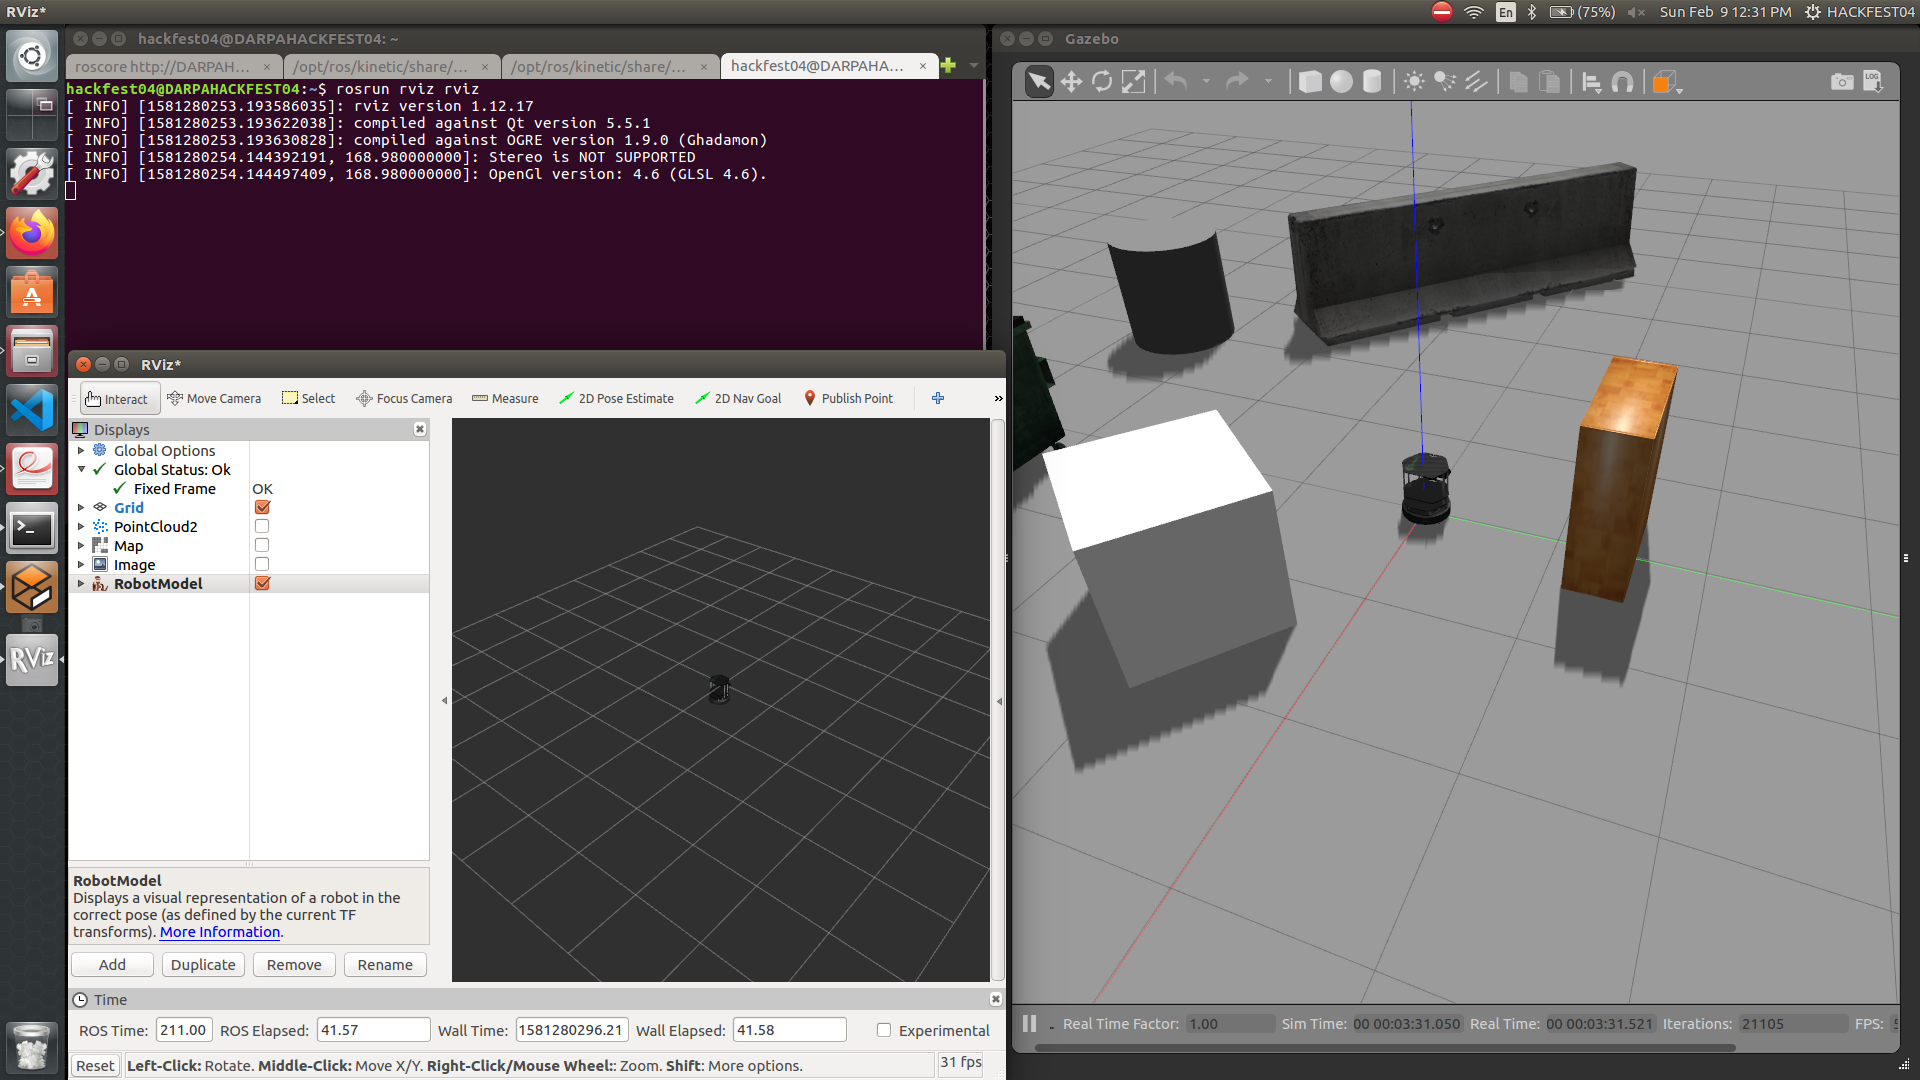 RViz*
En
(75%)
Sun Feb 9 12:31 PM
HACKFEST04
hackfest04@DARPAHACKFEST04: ~
roscore http://DARPAH... ×
/opt/ros/kinetic/share/... ×
/opt/ros/kinetic/share/... ×
hackfest04@DARPAHA... ×
hackfest04@DARPAHACKFEST04:~$ rosrun rviz rviz
[ INFO] [1581280253.193586035]: rviz version 1.12.17
[ INFO] [1581280253.193622038]: compiled against Qt version 5.5.1
[ INFO] [1581280253.193630828]: compiled against OGRE version 1.9.0 (Ghadamon)
[ INFO] [1581280254.144392191, 168.980000000]: Stereo is NOT SUPPORTED
[ INFO] [1581280254.144497409, 168.980000000]: OpenGl version: 4.6 (GLSL 4.6).
RViz*
Interact
Move Camera
Select
Focus Camera
Measure
2D Pose Estimate
2D Nav Goal
Publish Point
»
Displays
Global Options
Global Status: Ok
Fixed Frame OK
Grid
PointCloud2
Map
Image
RobotModel
RobotModel
Displays a visual representation of a robot in the
correct pose (as defined by the current TF
transforms). More Information.
Add
Duplicate
Remove
Rename
Time
ROS Time: 211.00
ROS Elapsed: 41.57
Wall Time: 1581280296.21
Wall Elapsed: 41.58
Experimental
Reset
Left-Click: Rotate. Middle-Click: Move X/Y. Right-Click/Mouse Wheel:: Zoom. Shift: More options.
31 fps
RViz
Gazebo
LOG
Real Time Factor: 1.00
Sim Time: 00 00:03:31.050
Real Time: 00 00:03:31.521
Iterations: 21105
FPS: